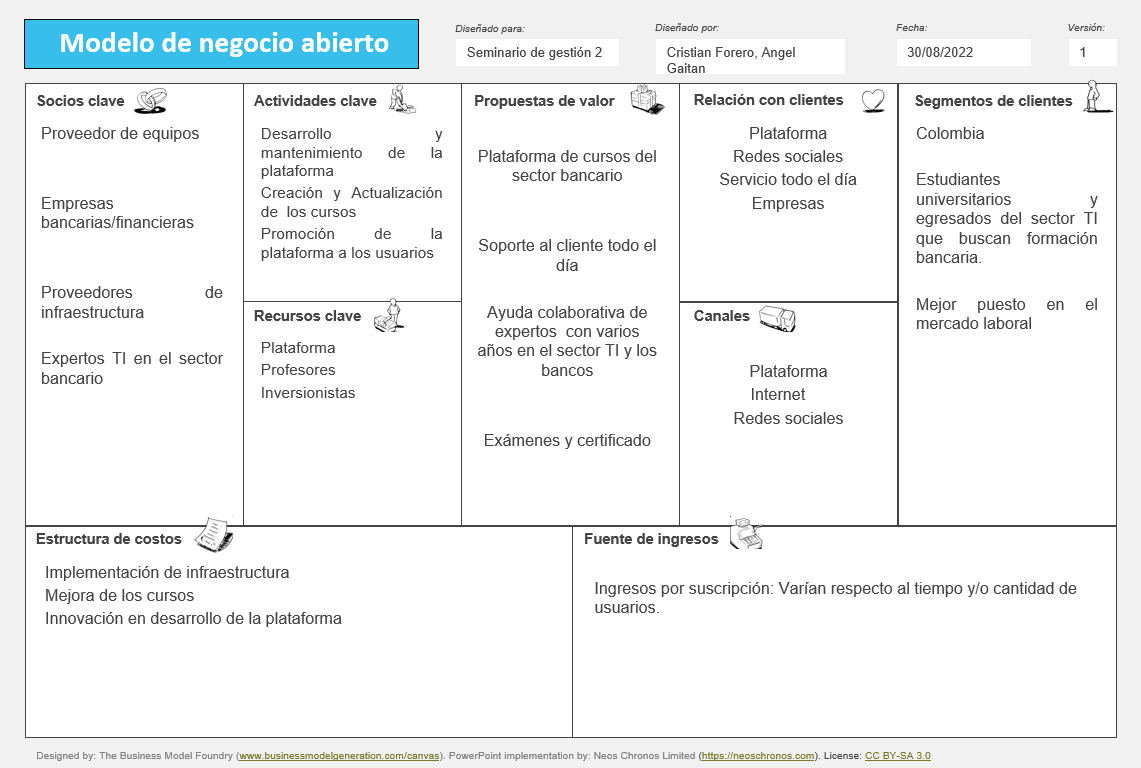 Modelo de negocio abierto
Diseñado para:
Seminario de gestión 2
Diseñado por:
Cristian Forero, Angel
Gaitan
Fecha:
30/08/2022
Versión:
1
Socios clave
Proveedor de equipos
Empresas
bancarias/financieras
Proveedores de
infraestructura
Expertos TI en el sector
bancario
Actividades clave
Desarrollo y
mantenimiento de la
plataforma
Creación y Actualización
de los cursos
Promoción de la
plataforma a los usuarios
Recursos clave
Plataforma
Profesores
Inversionistas
Propuestas de valor
Plataforma de cursos del
sector bancario
Soporte al cliente todo el
día
Ayuda colaborativa de
expertos con varios
años en el sector TI y los
bancos
Exámenes y certificado
Relación con clientes
Plataforma
Redes sociales
Servicio todo el día
Empresas
Canales
Plataforma
Internet
Redes sociales
Segmentos de clientes
Colombia
Estudiantes
universitarios y
egresados del sector TI
que buscan formación
bancaria.
Mejor puesto en el
mercado laboral
Estructura de costos
Implementación de infraestructura
Mejora de los cursos
Innovación en desarrollo de la plataforma
Fuente de ingresos
Ingresos por suscripción: Varían respecto al tiempo y/o cantidad de
usuarios.
Designed by: The Business Model Foundry (www.businessmodelgeneration.com/canvas). PowerPoint implementation by: Neos Chronos Limited (https://neoschronos.com). License: CC BY-SA 3.0